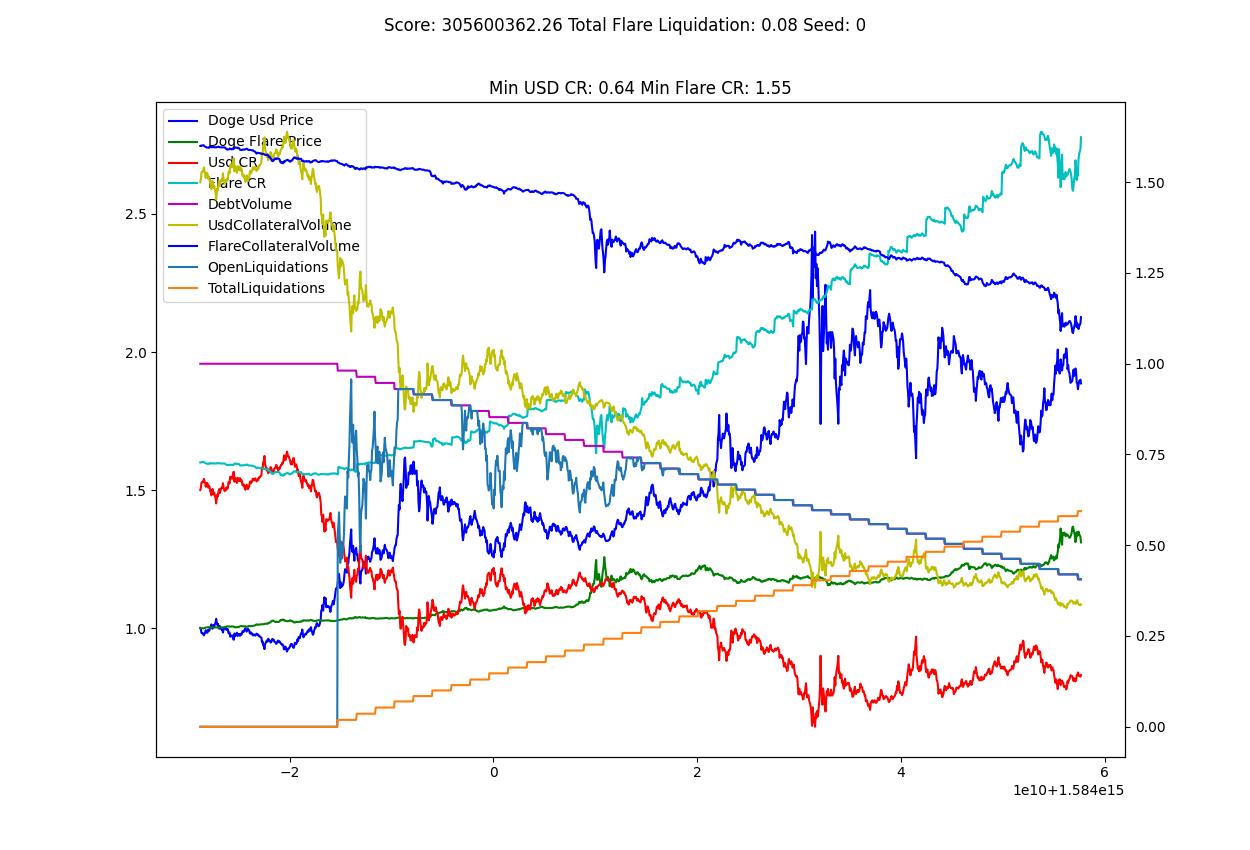 Score: 305600362.26 Total Flare Liquidation: 0.08 Seed: 0
Min USD CR: 0.64 Min Flare CR: 1.55
Doge Usd Price
Doge Flare Price
Usd CR
Flare CR
DebtVolume
UsdCollateralVolume
FlareCollateralVolume
OpenLiquidations
TotalLiquidations
2.5
2.0
1.5
1.0
1.50
1.25
1.00
0.75
0.50
0.25
0.00
−2
0
2
4
6
1e10+1.584e15